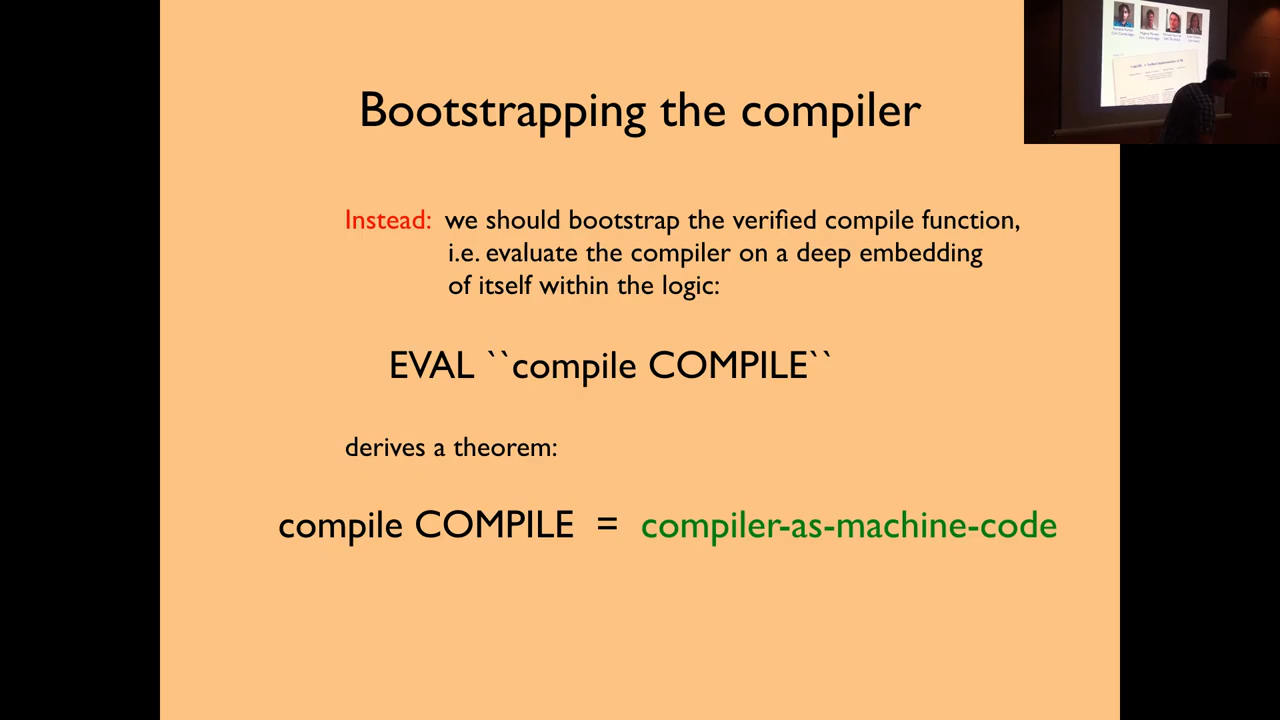 Bootstrapping the compiler
Instead: we should bootstrap the verified compile function,
i.e. evaluate the compiler on a deep embedding
of itself within the logic:
EVAL ``compile COMPILE``
derives a theorem:
compile COMPILE = compiler-as-machine-code